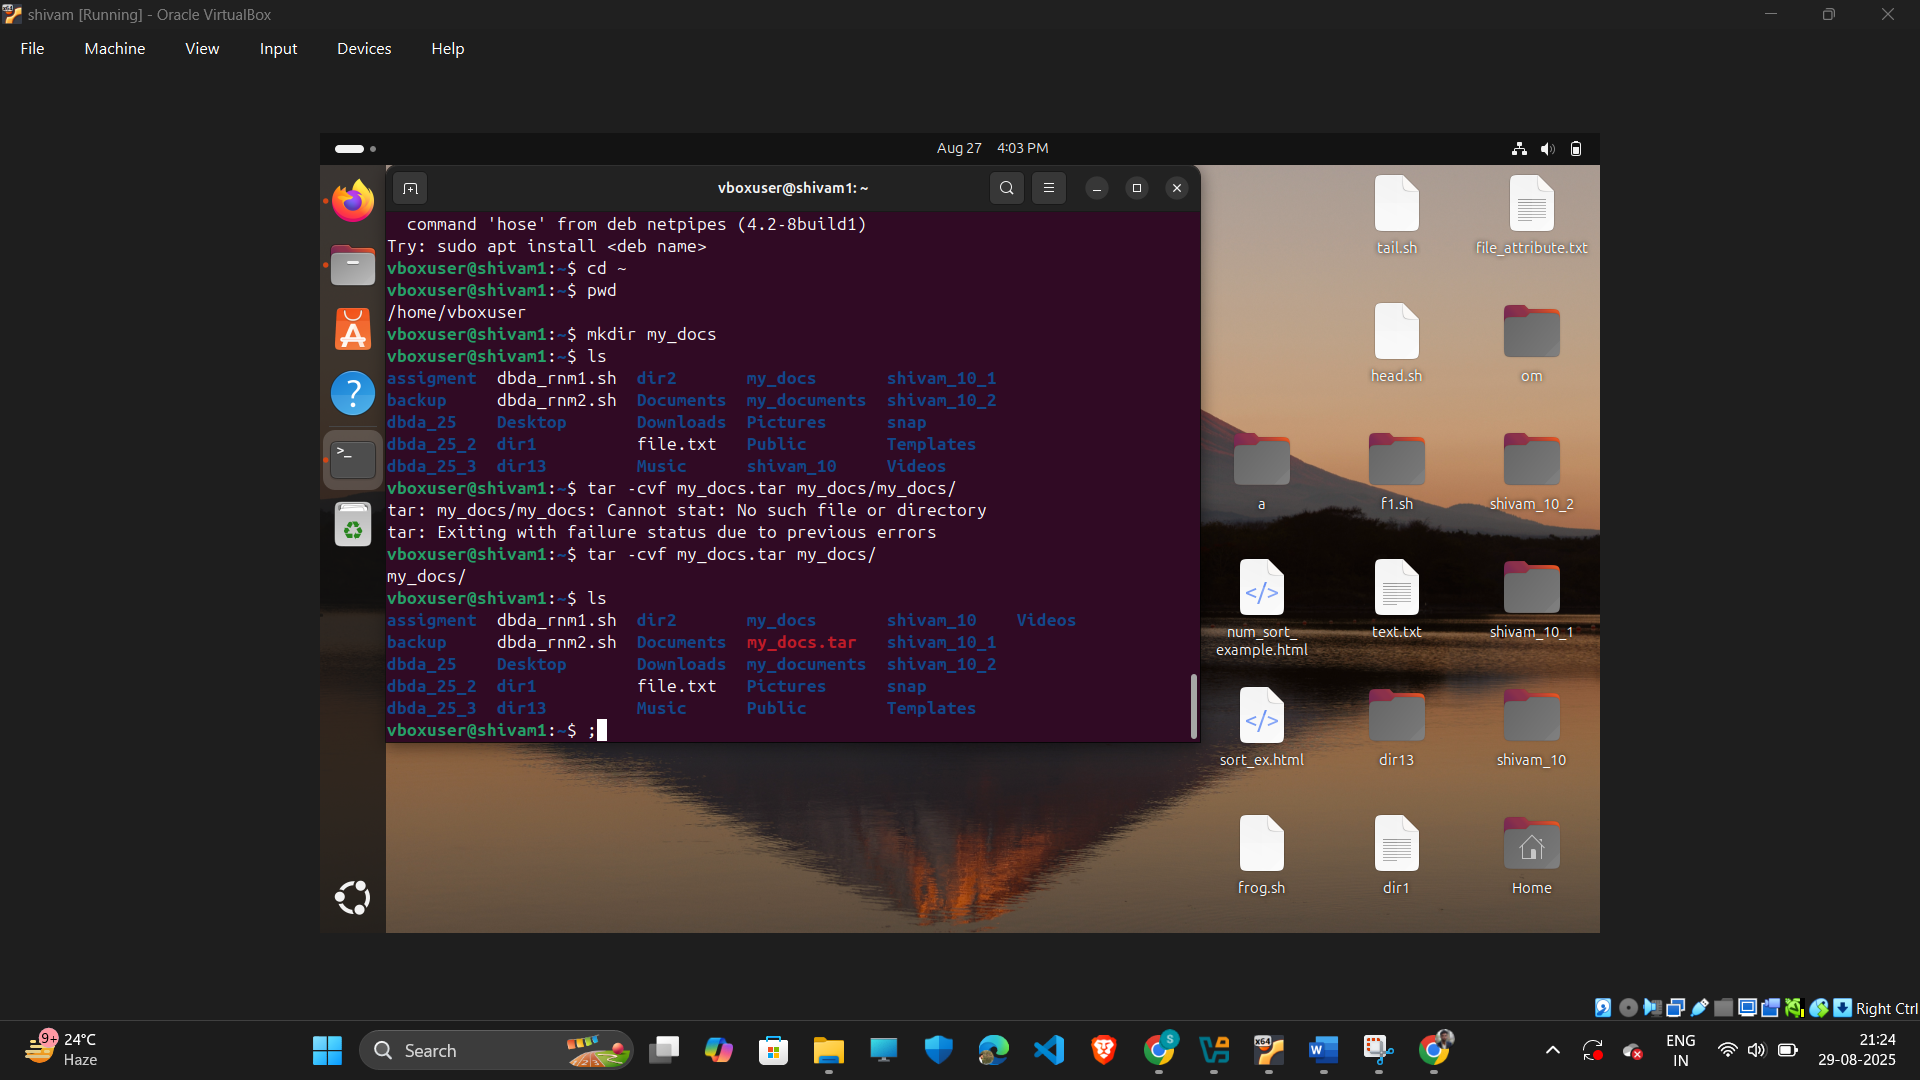 shivam [Running] - Oracle VirtualBox
File Machine View Input Devices Help
Aug 27 4:03 PM
vboxuser@shivam1: ~
command 'hose' from deb netpipes (4.2-8build1)
Try: sudo apt install <deb name>
vboxuser@shivam1:~$ cd ~
vboxuser@shivam1:~$ pwd
/home/vboxuser
vboxuser@shivam1:~$ mkdir my_docs
vboxuser@shivam1:~$ ls
assigment dbda_rnm1.sh dir2 my_docs shivam_10_1
backup dbda_rnm2.sh Documents my_documents shivam_10_2
dbda_25 Desktop Downloads Pictures snap
dbda_25_2 dir1 file.txt Public Templates
dbda_25_3 dir13 Music shivam_10 Videos
vboxuser@shivam1:~$ tar -cvf my_docs.tar my_docs/my_docs/
tar: my_docs/my_docs: Cannot stat: No such file or directory
tar: Exiting with failure status due to previous errors
vboxuser@shivam1:~$ tar -cvf my_docs.tar my_docs/
my_docs/
vboxuser@shivam1:~$ ls
assigment dbda_rnm1.sh dir2 my_docs shivam_10 Videos
backup dbda_rnm2.sh Documents my_docs.tar shivam_10_1
dbda_25 Desktop Downloads my_documents shivam_10_2
dbda_25_2 dir1 file.txt Pictures snap
dbda_25_3 dir13 Music Public Templates
vboxuser@shivam1:~$ ;
tail.sh file_attribute.txt
head.sh om
a f1.sh shivam_10_2
num_sort_
example.html text.txt shivam_10_1
sort_ex.html dir13 shivam_10
frog.sh dir1 Home
Right Ctrl
9+ 24°C
Haze
Search
S
x64
W
ENG
IN
21:24
29-08-2025